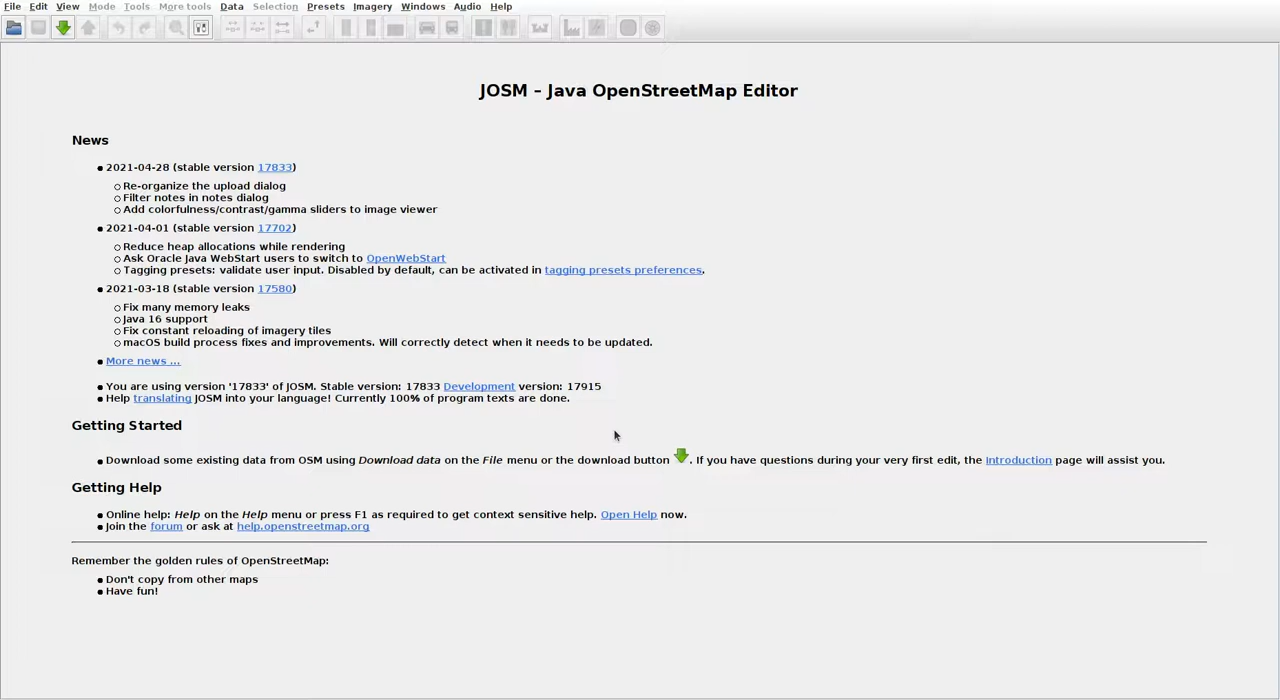 File Edit View Mode Tools More tools Data Selection Presets Imagery Windows Audio Help
JOSM – Java OpenStreetMap Editor
News
2021-04-28 (stable version 17833)
Re-organize the upload dialog
Filter notes in notes dialog
Add colorfulness/contrast/gamma sliders to image viewer
2021-04-01 (stable version 17702)
Reduce heap allocations while rendering
Ask Oracle Java WebStart users to switch to OpenWebStart
Tagging presets: validate user input. Disabled by default, can be activated in tagging presets preferences.
2021-03-18 (stable version 17580)
Fix many memory leaks
Java 16 support
Fix constant reloading of imagery tiles
macOS build process fixes and improvements. Will correctly detect when it needs to be updated.
More news ...
You are using version '17833' of JOSM. Stable version: 17833 Development version: 17915
Help translating JOSM into your language! Currently 100% of program texts are done.
Getting Started
Download some existing data from OSM using Download data on the File menu or the download button . If you have questions during your very first edit, the Introduction page will assist you.
Getting Help
Online help: Help on the Help menu or press F1 as required to get context sensitive help. Open Help now.
Join the forum or ask at help.openstreetmap.org
Remember the golden rules of OpenStreetMap:
Don't copy from other maps
Have fun!